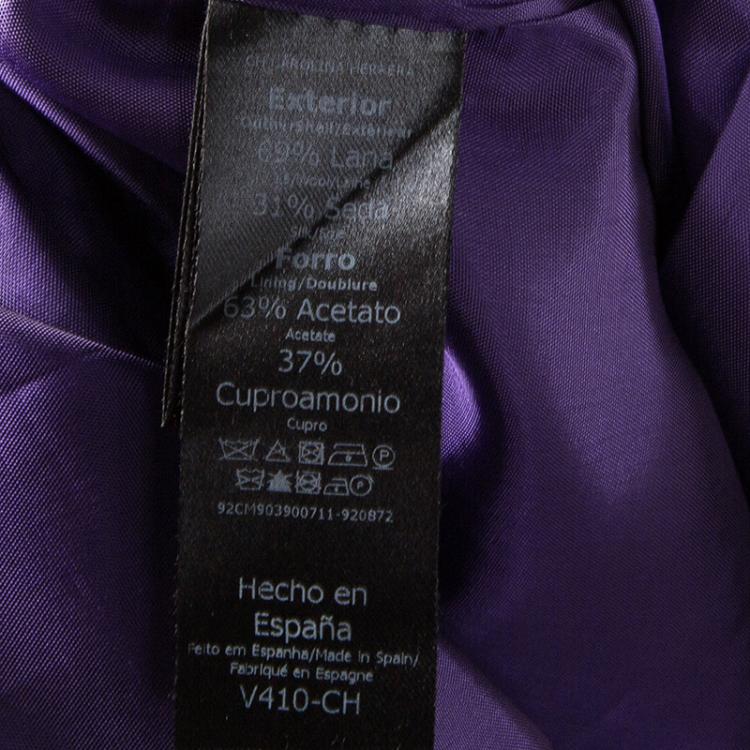 CH CAROLINA HERRERA
Exterior
69% Lana
31% Seda
Forro
Lining/Doublure
63% Acetato
Acetate
37%
Cuproamonio
Cupro
P
92CM903900711-920872
Hecho en
España
Feito em Espanha/Made in Spain/
Fabriqué en Espagne
V410-CH